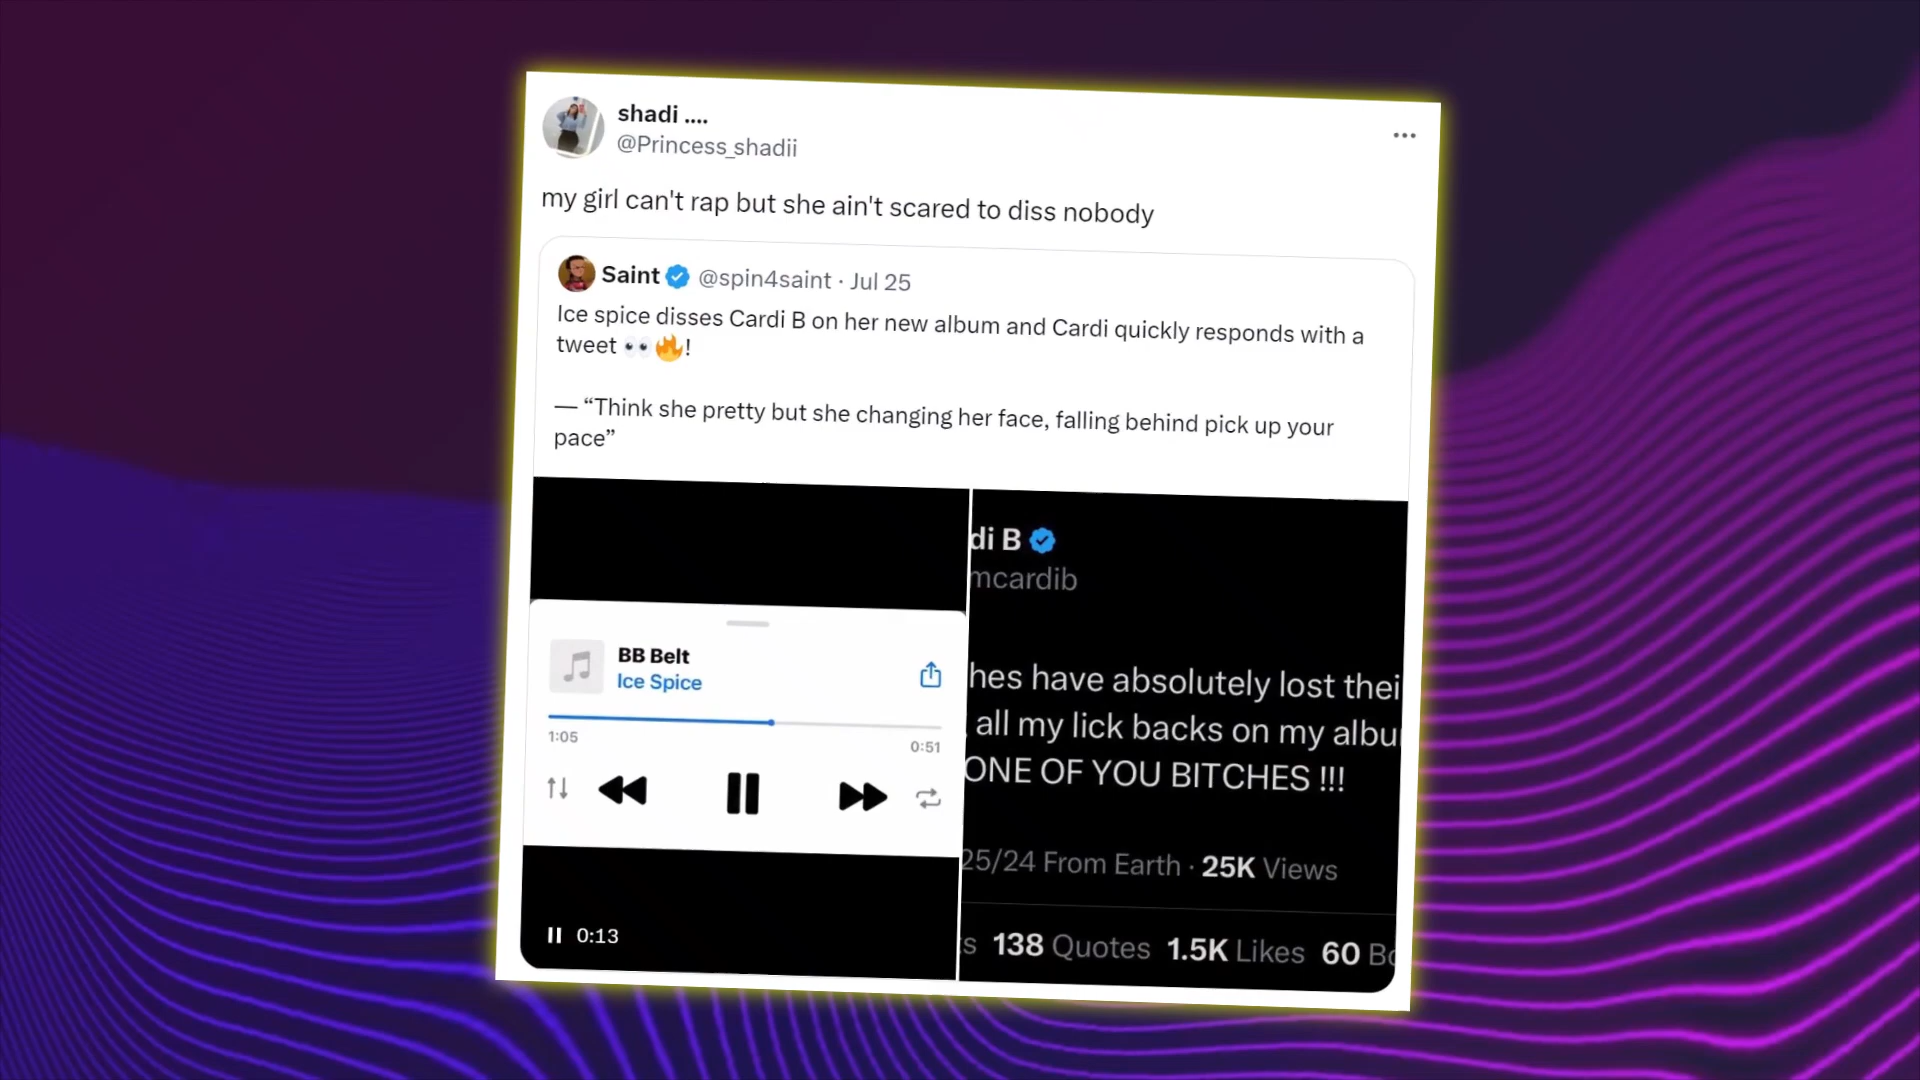 shadi ....
@Princess_shadii
my girl can't rap but she ain't scared to diss nobody
Saint @spin4saint · Jul 25
Ice spice disses Cardi B on her new album and Cardi quickly responds with a
tweet 👀🔥!
— “Think she pretty but she changing her face, falling behind pick up your
pace”
BB Belt
Ice Spice
1:05
0:51
0:13
di B
mcardib
hes have absolutely lost thei
all my lick backs on my albu
ONE OF YOU BITCHES !!!
25/24 From Earth · 25K Views
s 138 Quotes 1.5K Likes 60 Bo